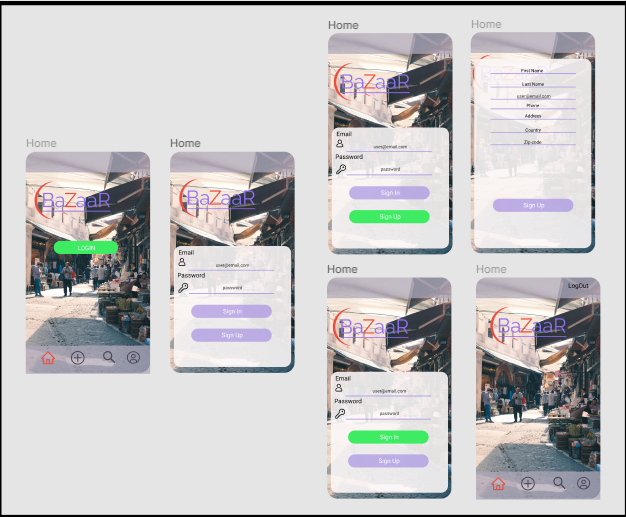 Home
BaZaaR
LOGIN
Home
BaZaaR
Email
user@email.com
Password
password
Sign In
Sign Up
Home
BaZaaR
Email
user@email.com
Password
password
Sign In
Sign Up
Home
First Name
Last Name
user@email.com
Phone
Address
Country
Zip code
Sign Up
Home
BaZaaR
Email
user@email.com
Password
password
Sign In
Sign Up
Home
LogOut
BaZaaR